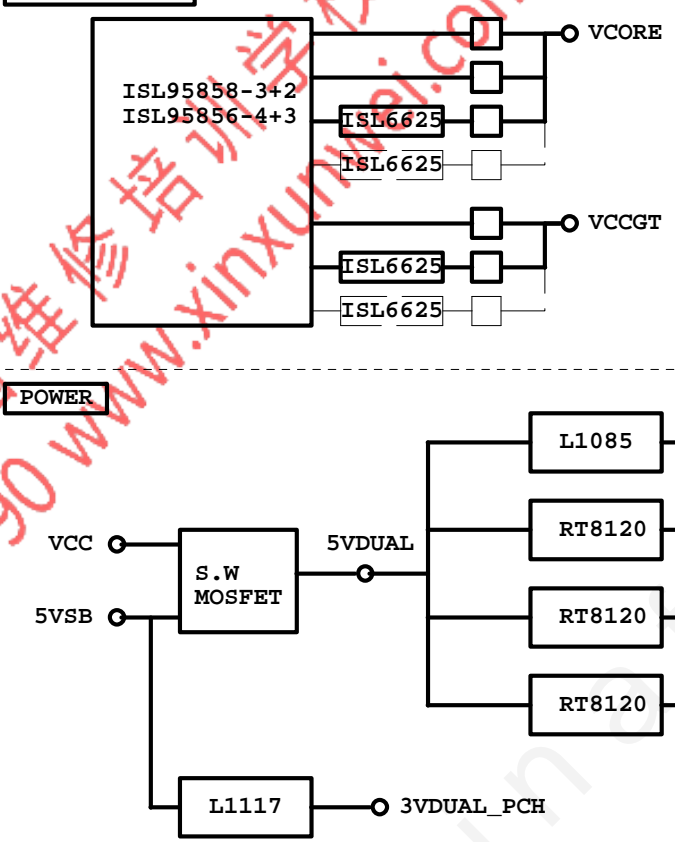 VCORE
ISL95858-3+2
ISL95856-4+3
ISL6625
ISL6625
VCCGT
ISL6625
ISL6625
POWER
L1085
VCC
5VDUAL
RT8120
S.W
MOSFET
5VSB
RT8120
RT8120
L1117
3VDUAL_PCH
维修培训学校
90 www.xinxunwei.com